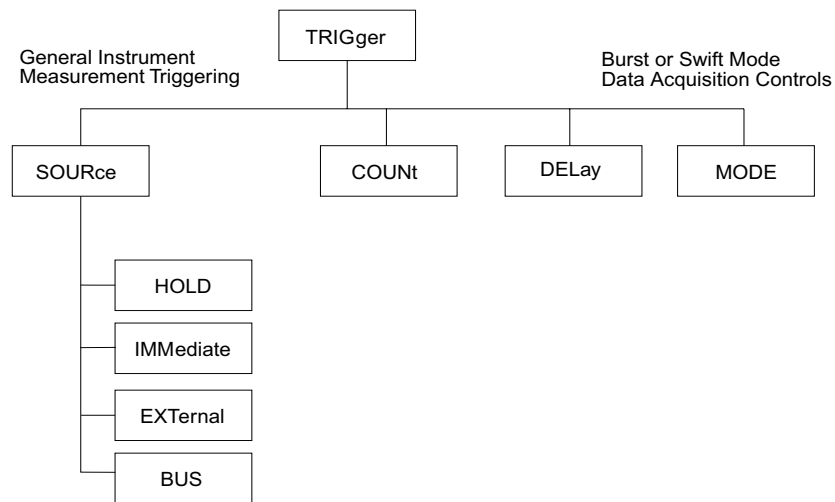 TRIGger
General Instrument
Measurement Triggering
Burst or Swift Mode
Data Acquisition Controls
SOURce
COUNt
DELay
MODE
HOLD
IMMediate
EXTernal
BUS